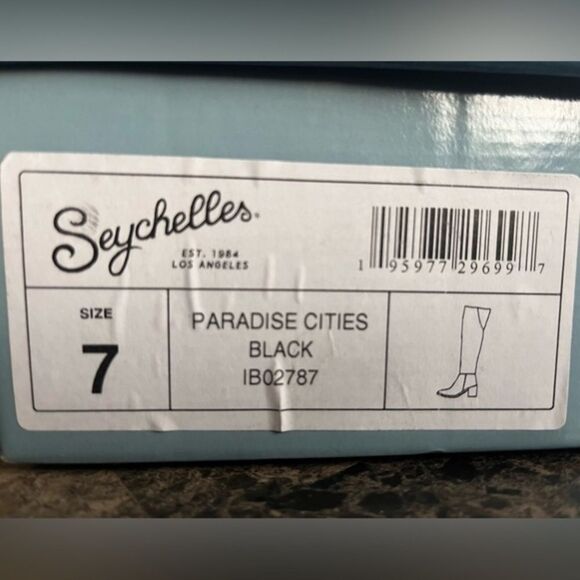 Seychelles
EST. 1984
LOS ANGELES
1 95977 29699 7
SIZE
7
PARADISE CITIES
BLACK
IB02787